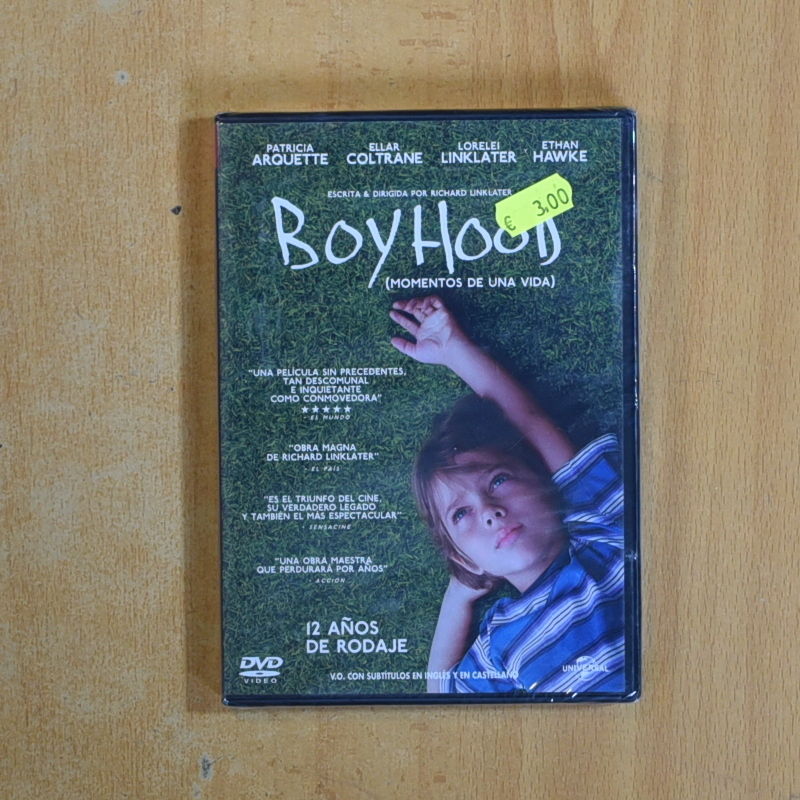 PATRICIA ARQUETTE
ELLAR COLTRANE
LORELEI LINKLATER
ETHAN HAWKE
ESCRITA & DIRIGIDA POR RICHARD LINKLATER
€ 3,00
BOYHOOD
(MOMENTOS DE UNA VIDA)
"UNA PELÍCULA SIN PRECEDENTES,
TAN DESCOMUNAL
E INQUIETANTE
COMO CONMOVEDORA"
★★★★★
- EL MUNDO
"OBRA MAGNA
DE RICHARD LINKLATER"
EL PAÍS
"ES EL TRIUNFO DEL CINE,
SU VERDADERO LEGADO
Y TAMBIÉN EL MÁS ESPECTACULAR"
- SENSACINE
"UNA OBRA MAESTRA
QUE PERDURARÁ POR AÑOS"
- ACCIÓN
12 AÑOS
DE RODAJE
DVD
VIDEO
V.O. CON SUBTÍTULOS EN INGLÉS Y EN CASTELLANO
UNIVERSAL